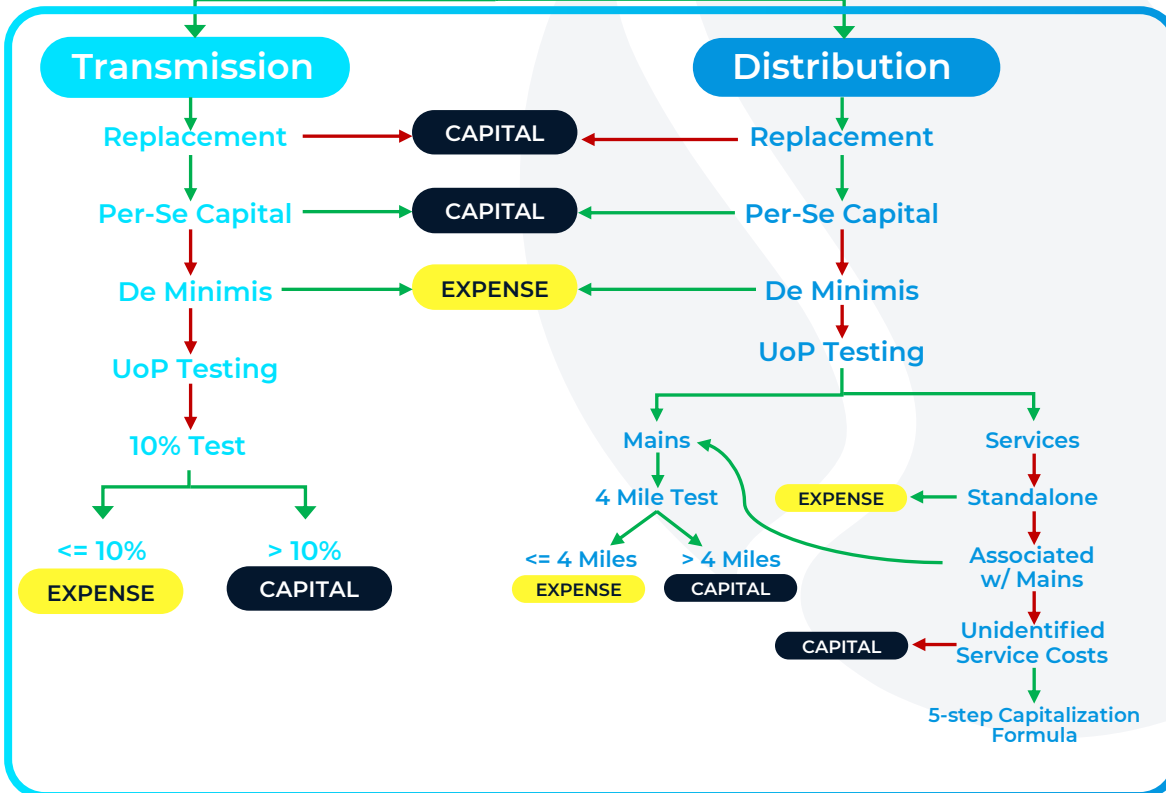 Transmission
Distribution
Replacement
CAPITAL
Replacement
Per-Se Capital
CAPITAL
Per-Se Capital
De Minimis
EXPENSE
De Minimis
UoP Testing
UoP Testing
10% Test
Mains
Services
4 Mile Test
EXPENSE
Standalone
<= 10%
> 10%
<= 4 Miles
> 4 Miles
Associated
w/ Mains
EXPENSE
CAPITAL
EXPENSE
CAPITAL
Unidentified
Service Costs
CAPITAL
5-step Capitalization
Formula